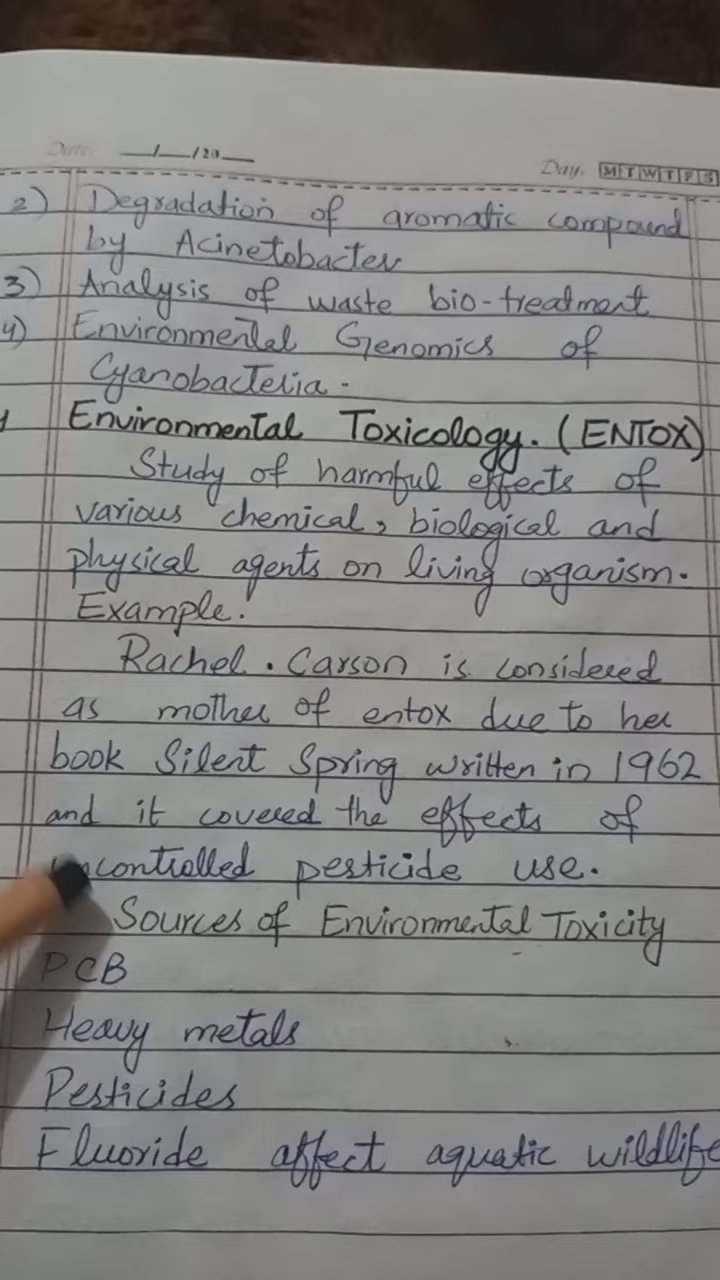 Date: __/__/20__
Day: M T W T F S
2) Degradation of aromatic compound
by Acinetobacter
3) Analysis of waste bio-treatment
4) Environmental Genomics of
Cyanobacteria.
Environmental Toxicology. (ENTOX)
Study of harmful effects of
various chemical, biological and
physical agents on living organism.
Example:
Rachel. Carson is considered
as mother of entox due to her
book Silent Spring written in 1962
and it covered the effects of
uncontrolled pesticide use.
Sources of Environmental Toxicity
PCB
Heavy metals
Pesticides
Fluoride affect aquatic wildlife